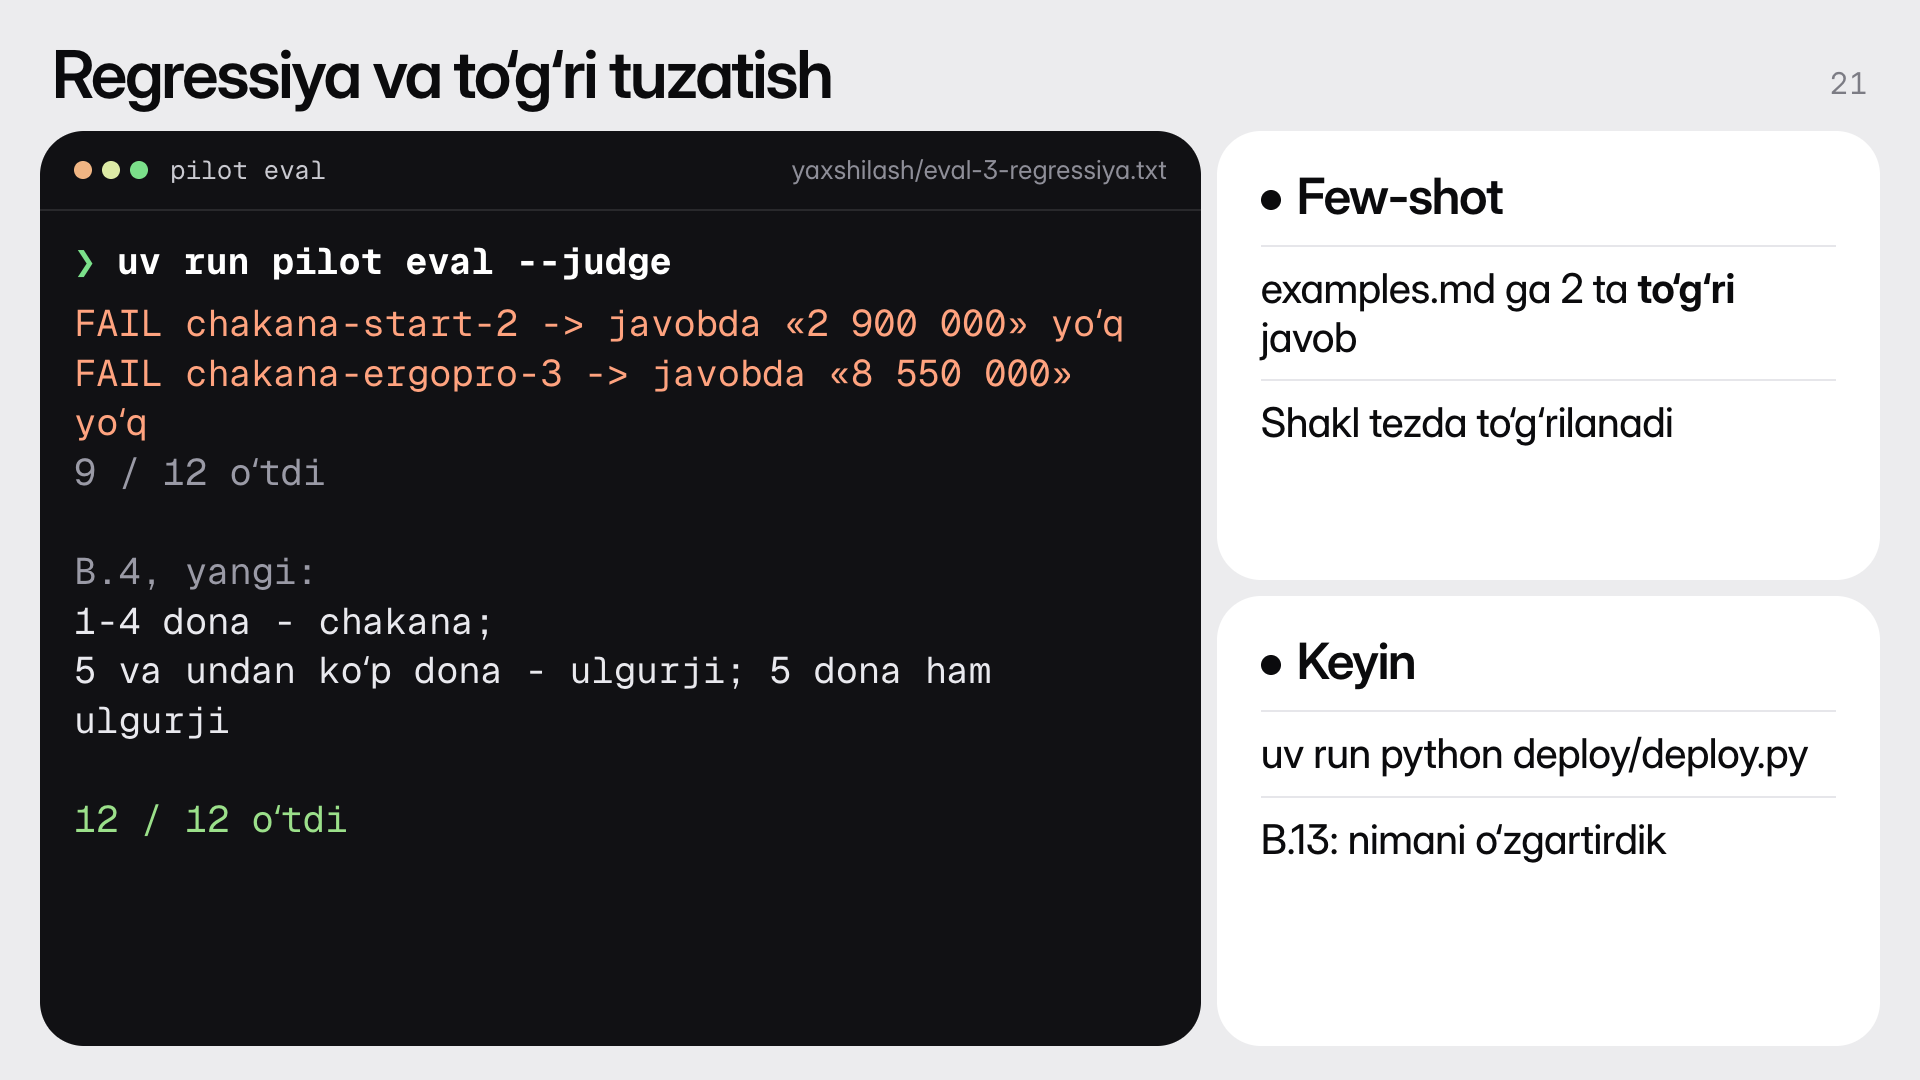 Regressiya va to‘g‘ri tuzatish
21
pilot eval
yaxshilash/eval-3-regressiya.txt
❯ uv run pilot eval --judge
FAIL chakana-start-2 -> javobda «2 900 000» yo‘q
FAIL chakana-ergopro-3 -> javobda «8 550 000»
yo‘q
9 / 12 o‘tdi
B.4, yangi:
1-4 dona - chakana;
5 va undan ko‘p dona - ulgurji; 5 dona ham
ulgurji
12 / 12 o‘tdi
● Few-shot
examples.md ga 2 ta to‘g‘ri
javob
Shakl tezda to‘g‘rilanadi
● Keyin
uv run python deploy/deploy.py
B.13: nimani o‘zgartirdik